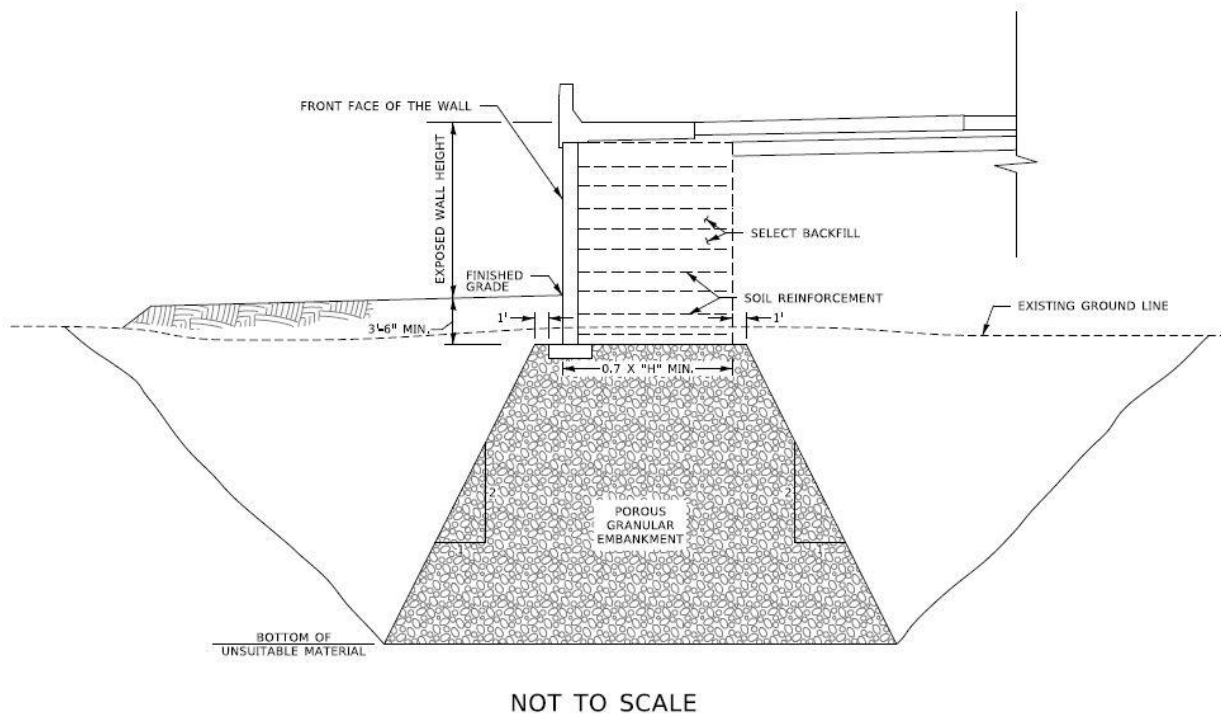 FRONT FACE OF THE WALL
EXPOSED WALL HEIGHT
SELECT BACKFILL
FINISHED
GRADE
SOIL REINFORCEMENT
EXISTING GROUND LINE
1'
3'-6" MIN.
1'
0.7 X "H" MIN.
2
1
2
1
POROUS
GRANULAR
EMBANKMENT
BOTTOM OF
UNSUITABLE MATERIAL
NOT TO SCALE